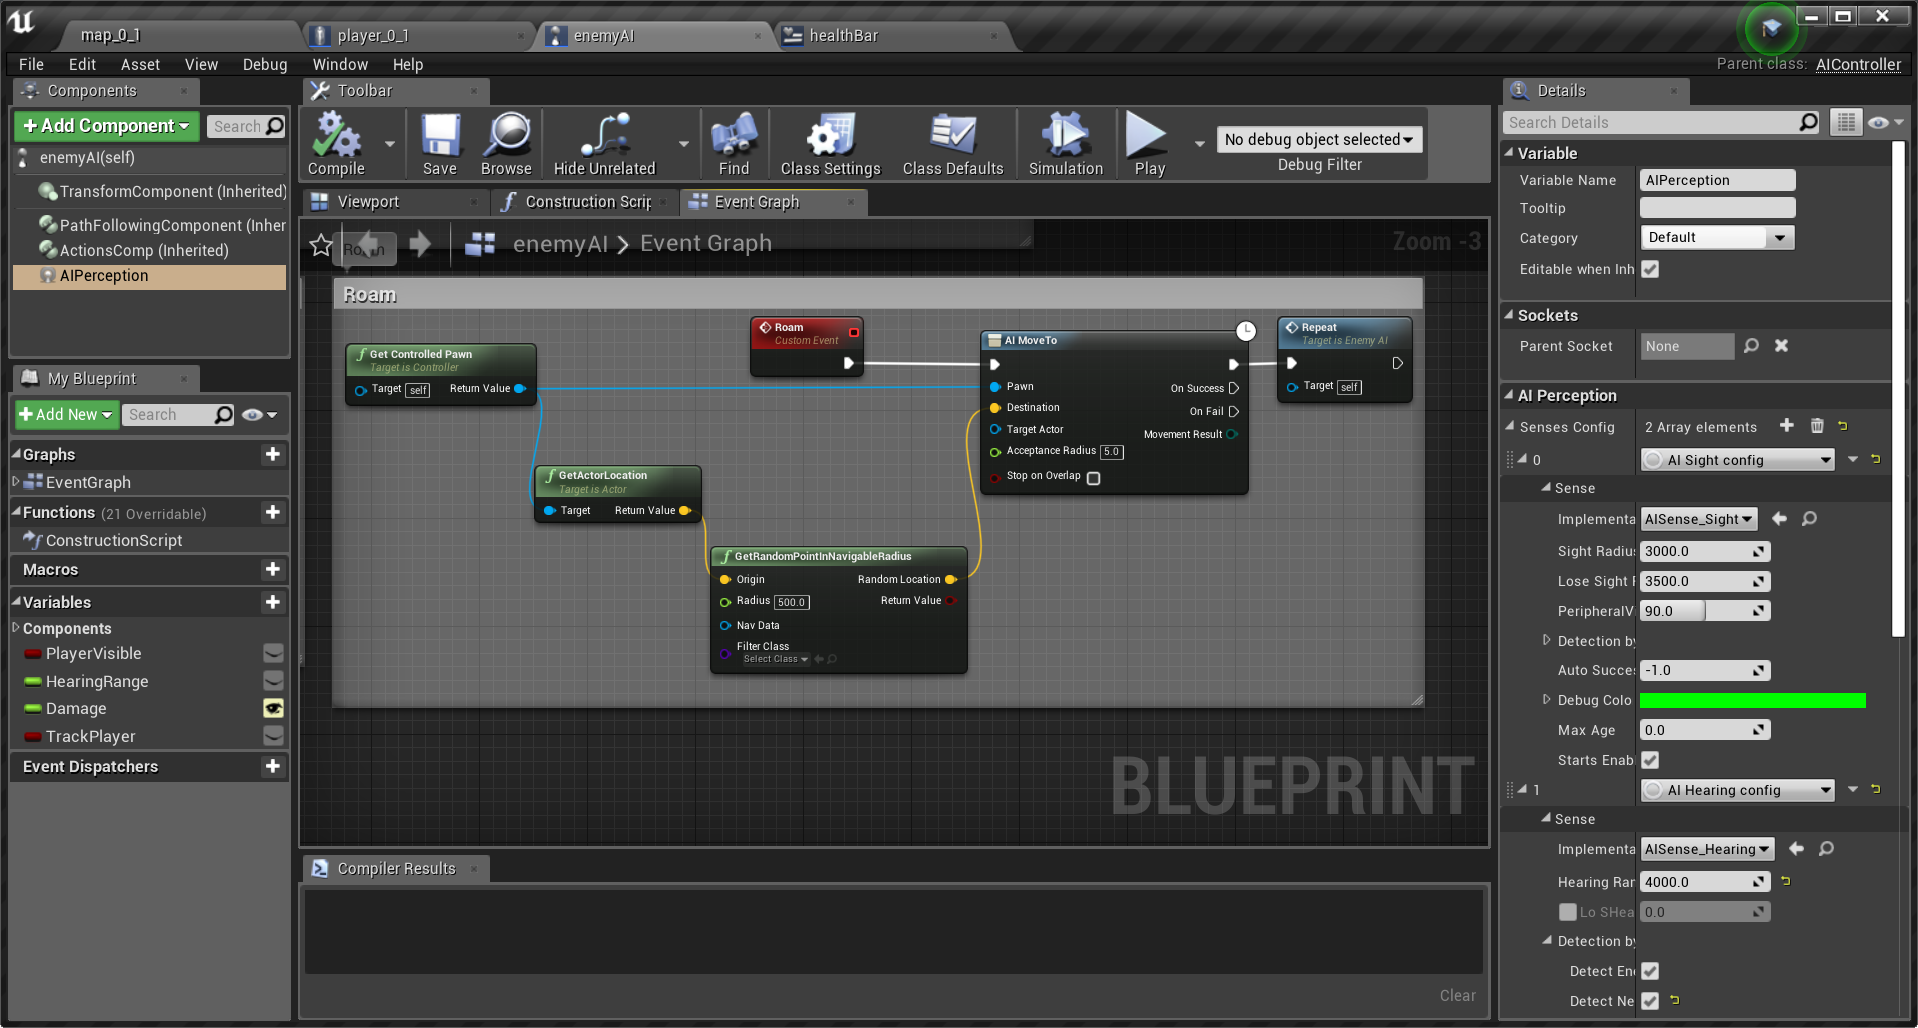 map_0_1
player_0_1
enemyAI
healthBar
File Edit Asset View Debug Window Help
Parent class: AIController
Components
Toolbar
Details
Add Component
Search
Compile
Save
Browse
Hide Unrelated
Find
Class Settings
Class Defaults
Simulation
Play
No debug object selected
Debug Filter
Search Details
enemyAI(self)
TransformComponent (Inherited)
PathFollowingComponent (Inher
ActionsComp (Inherited)
AIPerception
Viewport
Construction Scrip
Event Graph
Roam
enemyAI > Event Graph
Zoom -3
Roam
Roam
Custom Event
Get Controlled Pawn
Target is Controller
Target self
Return Value
AI MoveTo
Pawn
Destination
Target Actor
Acceptance Radius 5.0
Stop on Overlap
On Success
On Fail
Movement Result
Repeat
Target is Enemy AI
Target self
GetActorLocation
Target is Actor
Target
Return Value
GetRandomPointInNavigableRadius
Origin
Random Location
Radius 500.0
Return Value
Nav Data
Filter Class
Select Class
BLUEPRINT
My Blueprint
Add New
Search
Graphs
EventGraph
Functions (21 Overridable)
ConstructionScript
Macros
Variables
Components
PlayerVisible
HearingRange
Damage
TrackPlayer
Event Dispatchers
Compiler Results
Clear
Variable
Variable Name AIPerception
Tooltip
Category Default
Editable when Inh
Sockets
Parent Socket None
AI Perception
Senses Config 2 Array elements
0 AI Sight config
Sense
Implementa AISense_Sight
Sight Radiu 3000.0
Lose Sight R 3500.0
PeripheralVi 90.0
Detection by
Auto Succes -1.0
Debug Colo
Max Age 0.0
Starts Enab
1 AI Hearing config
Sense
Implementa AISense_Hearing
Hearing Ran 4000.0
Lo SHea 0.0
Detection by
Detect Ene
Detect Ne